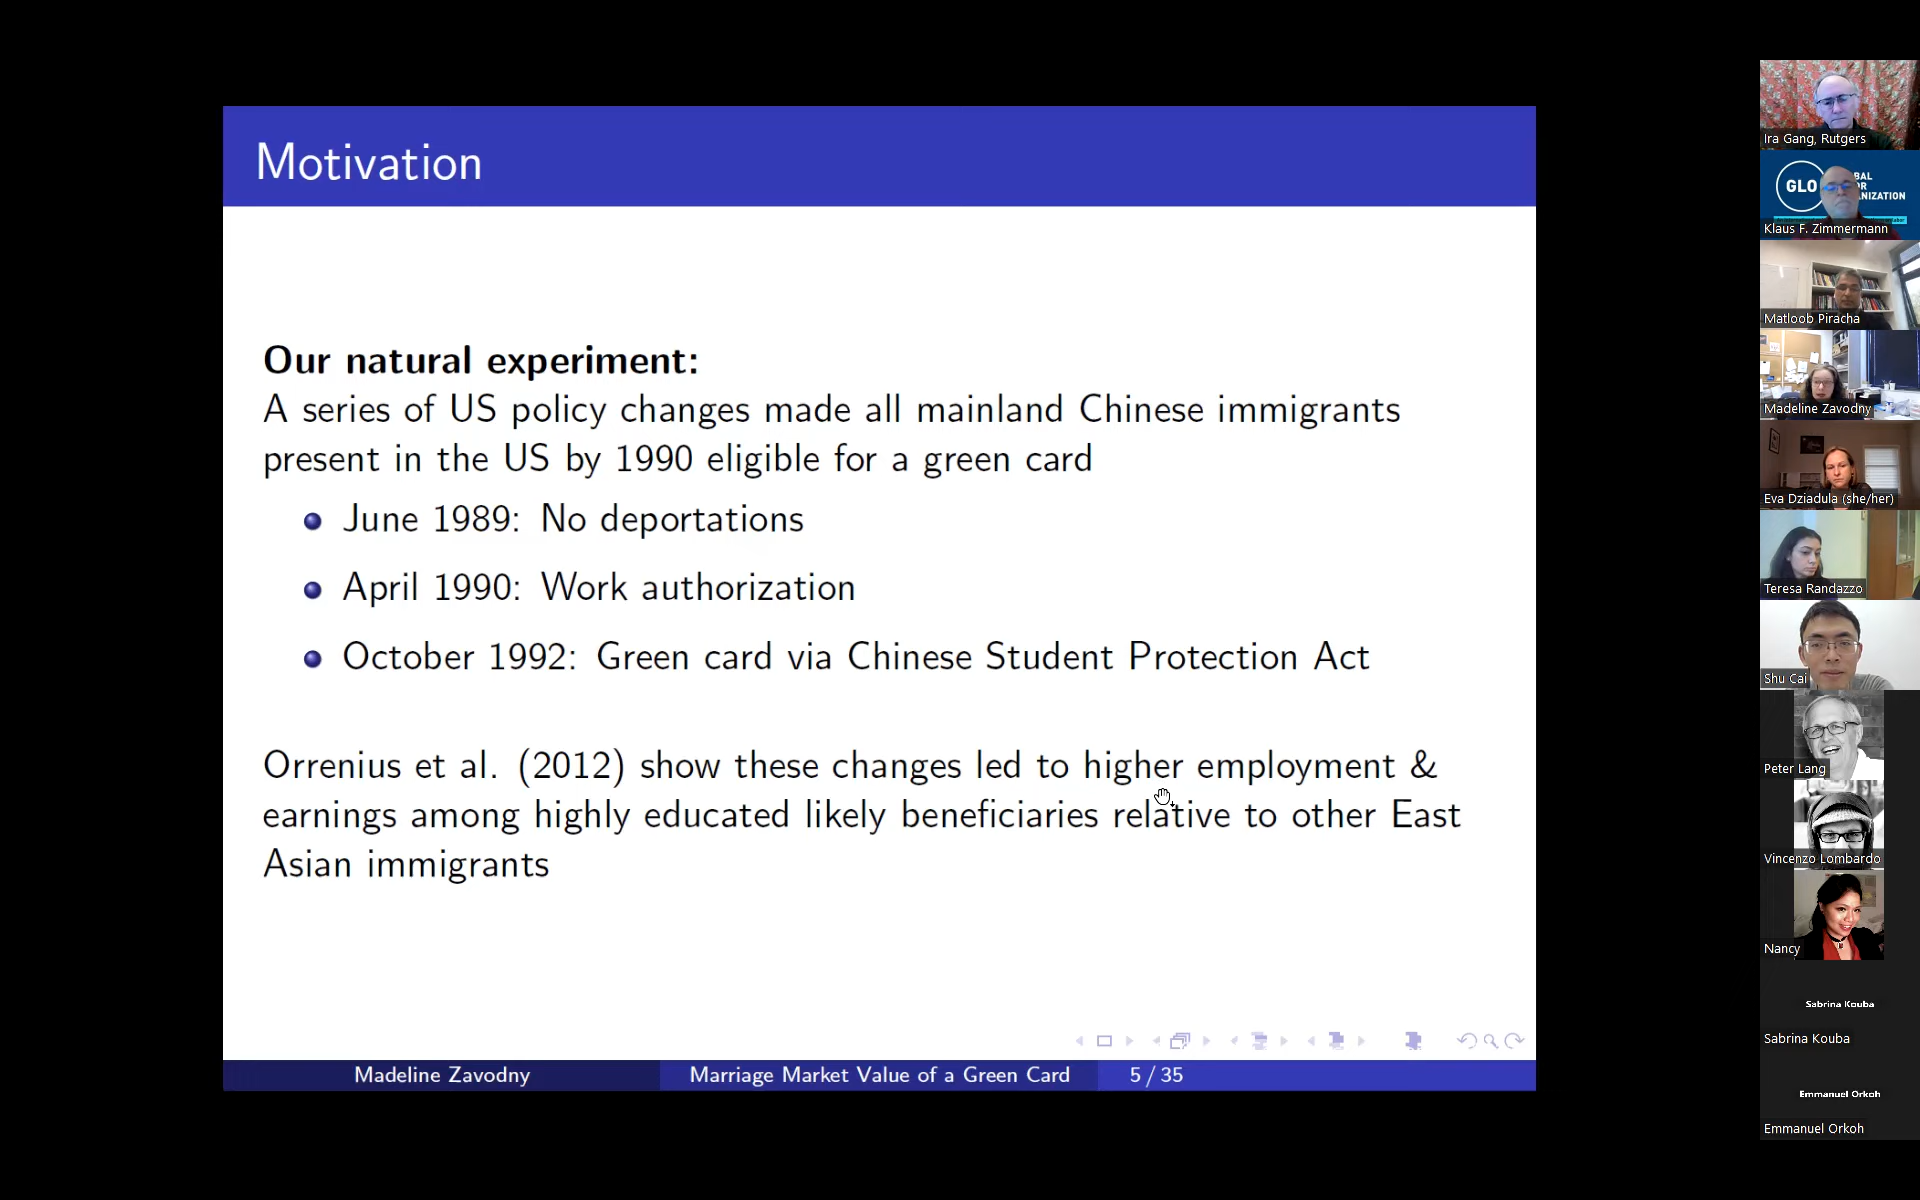 Motivation
Our natural experiment:
A series of US policy changes made all mainland Chinese immigrants
present in the US by 1990 eligible for a green card
June 1989: No deportations
April 1990: Work authorization
October 1992: Green card via Chinese Student Protection Act
Orrenius et al. (2012) show these changes led to higher employment &
earnings among highly educated likely beneficiaries relative to other East
Asian immigrants
Madeline Zavodny
Marriage Market Value of a Green Card
5 / 35
Ira Gang, Rutgers
GLO
Klaus F. Zimmermann
Matloob Piracha
Madeline Zavodny
Eva Dziadula (she/her)
Teresa Randazzo
Shu Cai
Peter Lang
Vincenzo Lombardo
Nancy
Sabrina Kouba
Sabrina Kouba
Emmanuel Orkoh
Emmanuel Orkoh